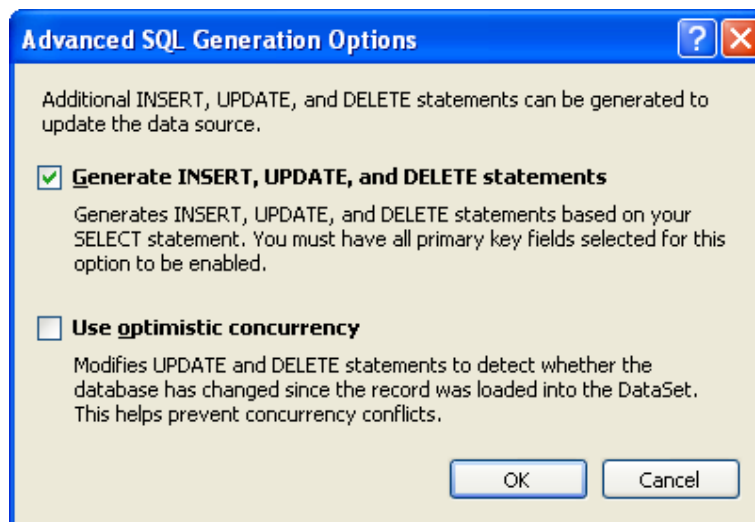 Advanced SQL Generation Options
?
Additional INSERT, UPDATE, and DELETE statements can be generated to
update the data source.
Generate INSERT, UPDATE, and DELETE statements
Generates INSERT, UPDATE, and DELETE statements based on your
SELECT statement. You must have all primary key fields selected for this
option to be enabled.
Use optimistic concurrency
Modifies UPDATE and DELETE statements to detect whether the
database has changed since the record was loaded into the DataSet.
This helps prevent concurrency conflicts.
OK Cancel